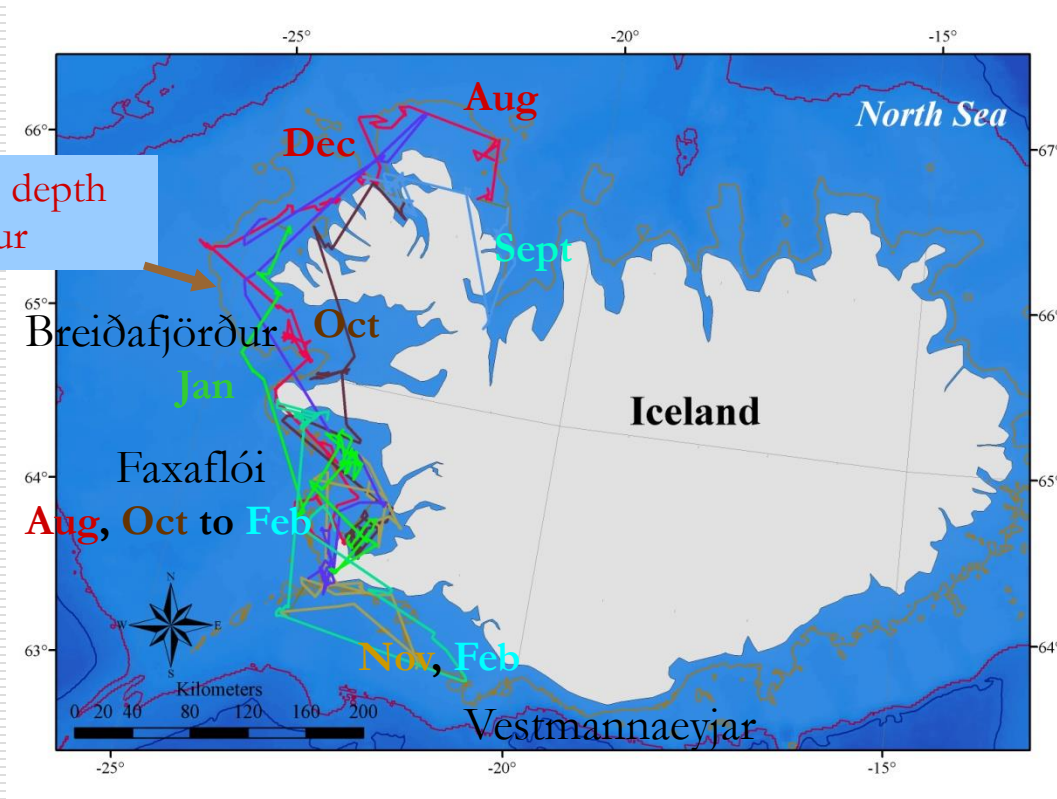 -25°
-20°
-15°
Aug
North Sea
66°
Dec
67°
depth
Sept
65°
66°
Breiðafjörður
Oct
Jan
Iceland
Faxaflói
64°
65°
Aug, Oct to Feb
N
W
E
S
63°
Nov, Feb
64°
Kilometers
0 20 40 80 120 160 200
Vestmannaeyjar
-25°
-20°
-15°